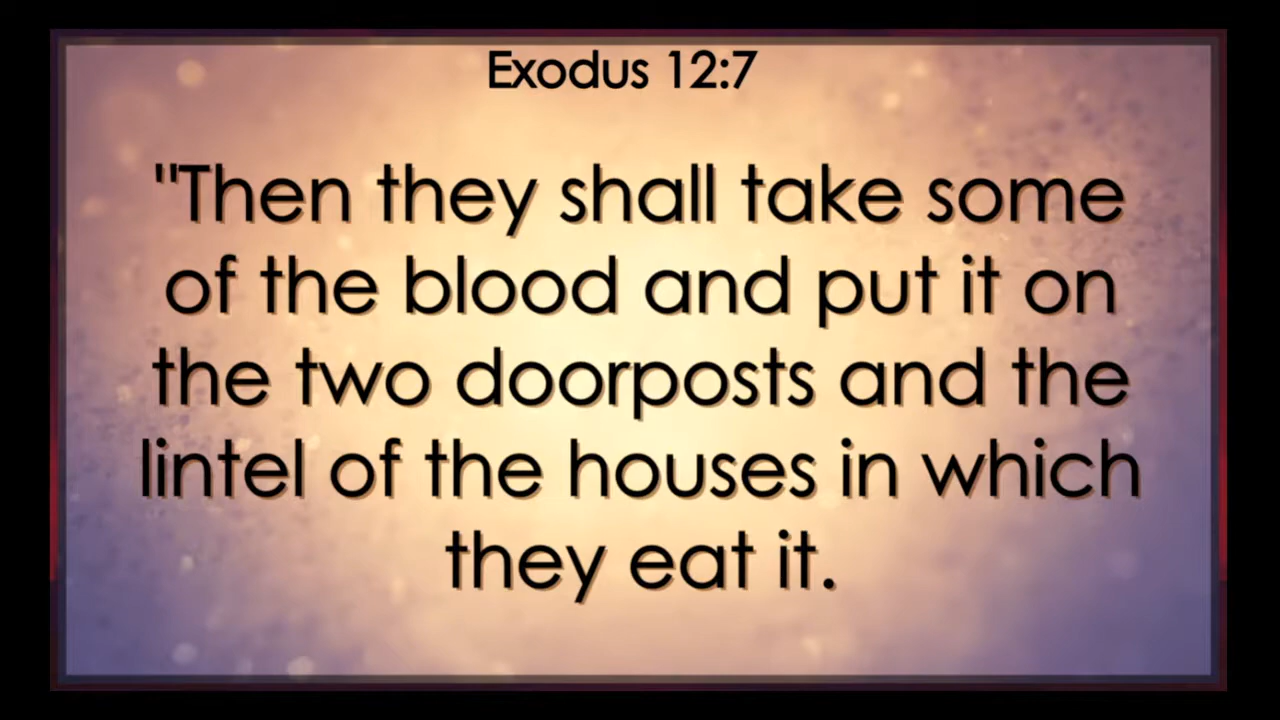 Exodus 12:7
"Then they shall take some
of the blood and put it on
the two doorposts and the
lintel of the houses in which
they eat it.